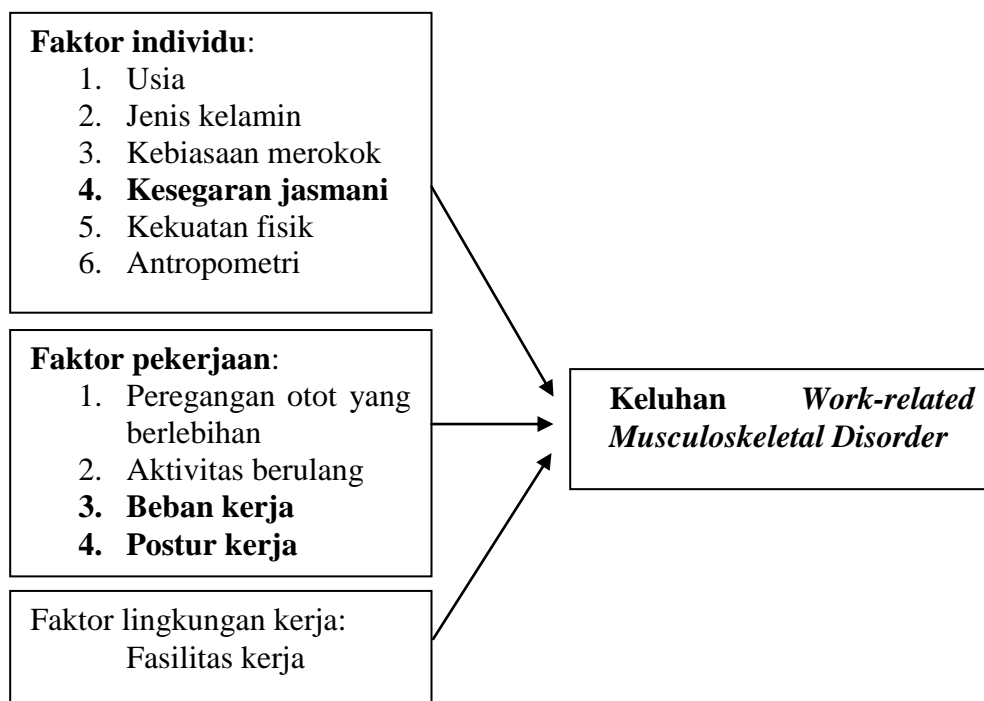 Faktor individu:
1. Usia
2. Jenis kelamin
3. Kebiasaan merokok
4. Kesegaran jasmani
5. Kekuatan fisik
6. Antropometri
Faktor pekerjaan:
1. Peregangan otot yang
berlebihan
2. Aktivitas berulang
3. Beban kerja
4. Postur kerja
Faktor lingkungan kerja:
Fasilitas kerja
Keluhan Work-related
Musculoskeletal Disorder